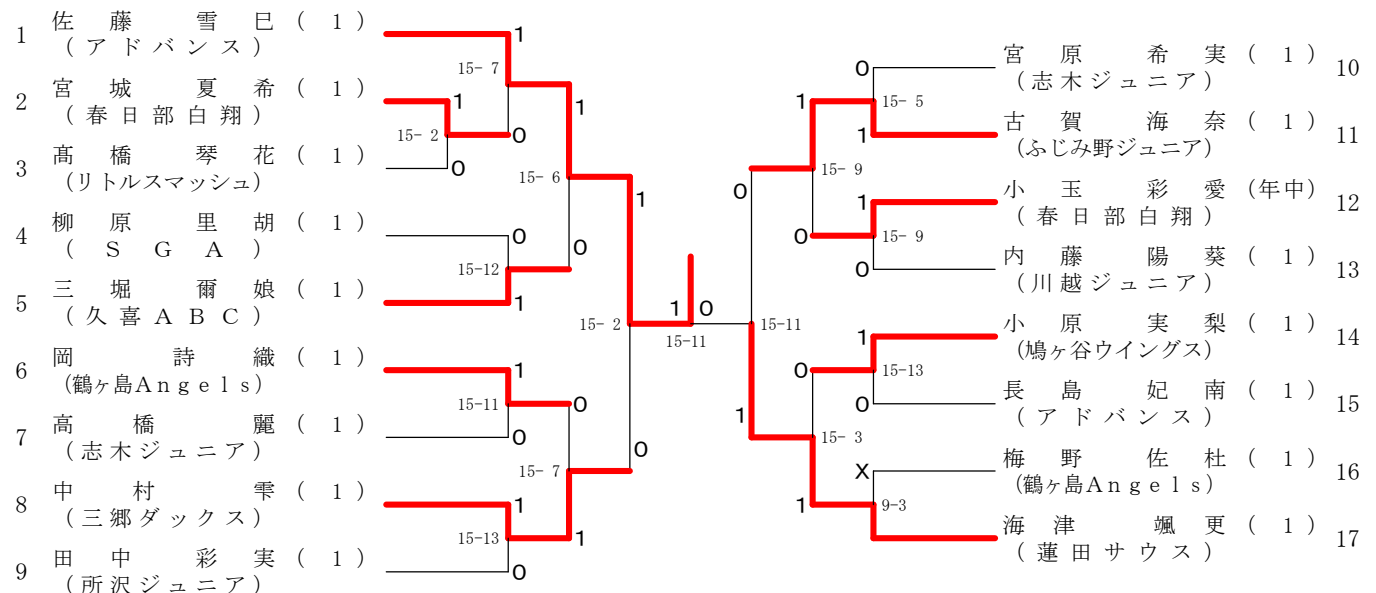 1 佐藤 雪巳 ( 1 )
(アドバンス)
2 宮城 夏希 ( 1 )
(春日部白翔)
3 髙橋 琴花 ( 1 )
(リトルスマッシュ)
4 柳原 里胡 ( 1 )
(SGA)
5 三堀 爾娘 ( 1 )
(久喜ABC)
6 岡 詩織 ( 1 )
(鶴ヶ島Angels)
7 高橋 麗 ( 1 )
(志木ジュニア)
8 中村 雫 ( 1 )
(三郷ダックス)
9 田中 彩実 ( 1 )
(所沢ジュニア)
1
15- 7
1
15- 2
0
0
1
15- 6
0
15-12
0
1
1
15- 2
1
15-11
0
0
15- 7
0
1
15-13
1
0
1 0
15-11
0
15-11
1
1
15- 9
0
0
15- 5
1
1
15- 9
0
0
15- 3
1
1
15-13
0
X
9-3
宮原 希実 ( 1 ) 10
(志木ジュニア)
古賀 海奈 ( 1 ) 11
(ふじみ野ジュニア)
小玉 彩愛 (年中) 12
(春日部白翔)
内藤 陽葵 ( 1 ) 13
(川越ジュニア)
小原 実梨 ( 1 ) 14
(鳩ヶ谷ウイングス)
長島 妃南 ( 1 ) 15
(アドバンス)
梅野 佐杜 ( 1 ) 16
(鶴ヶ島Angels)
海津 颯更 ( 1 ) 17
(蓮田サウス)